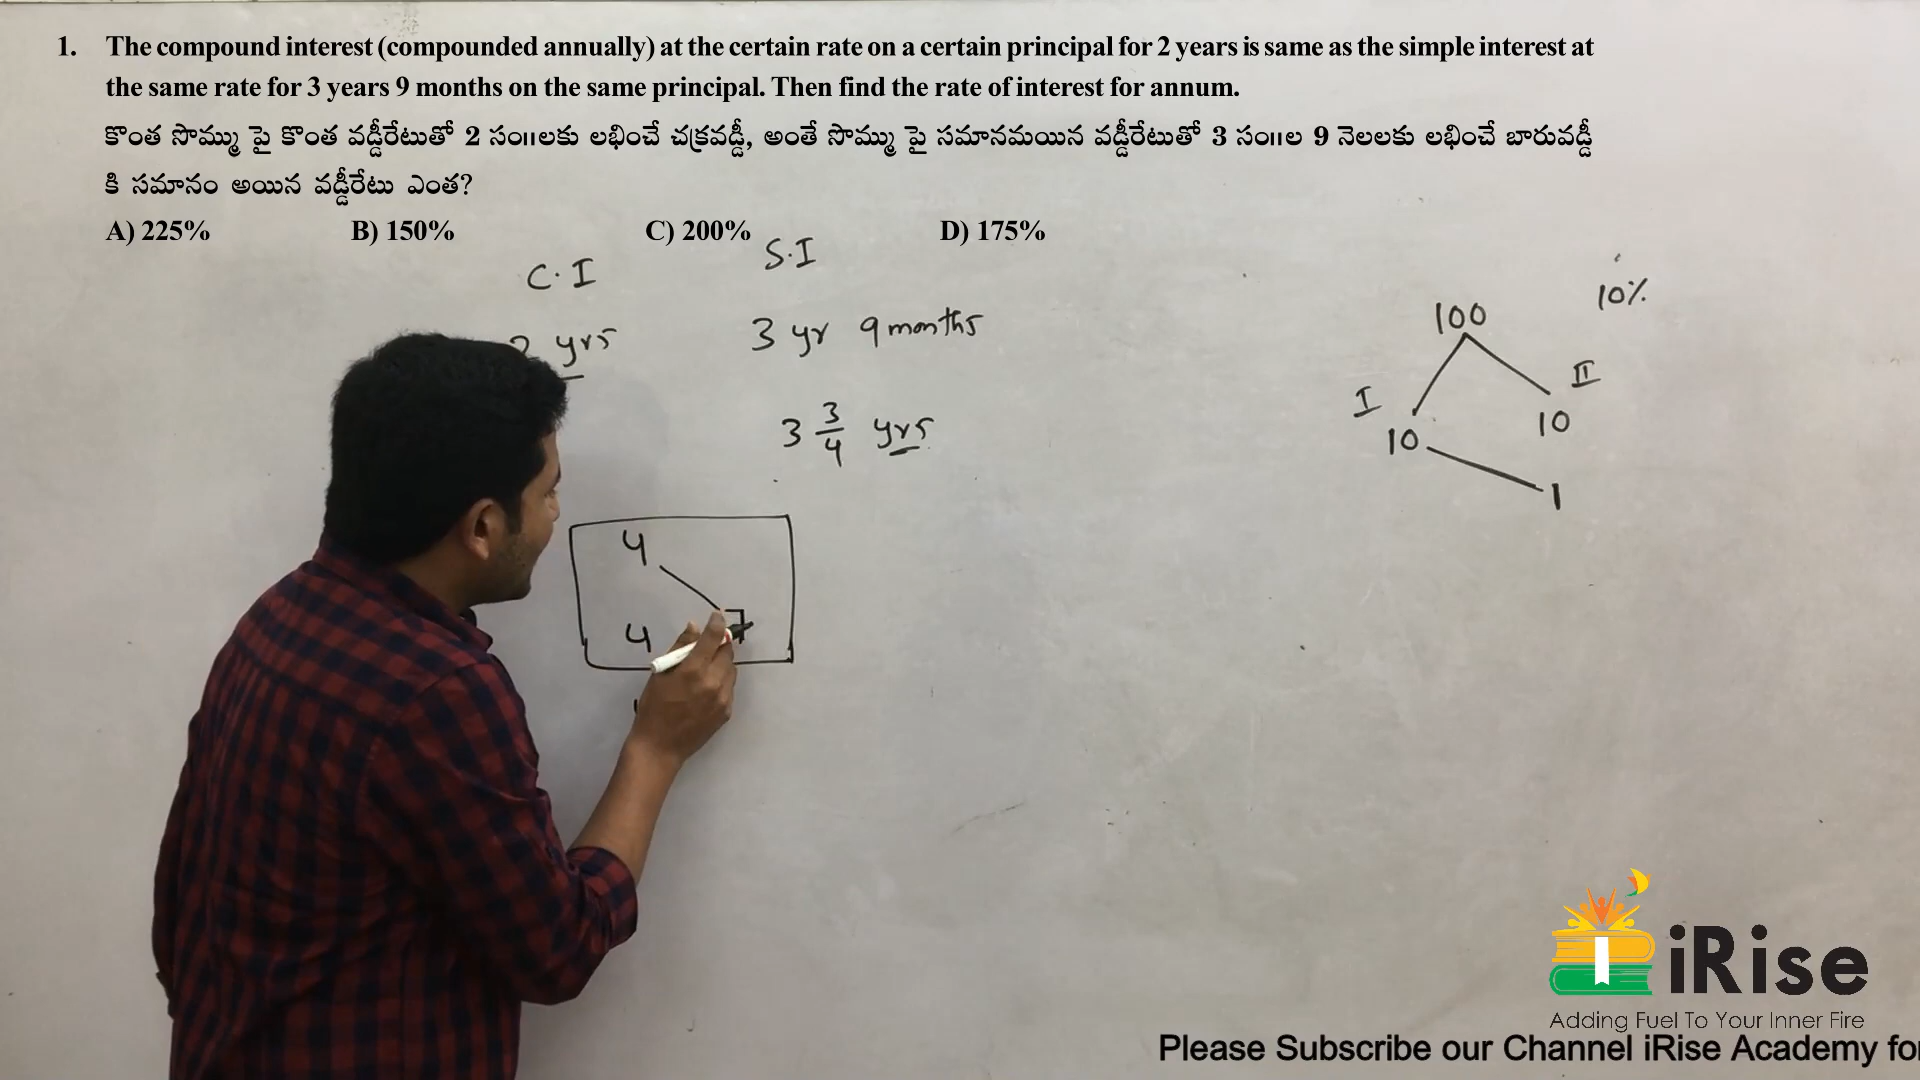 1. The compound interest (compounded annually) at the certain rate on a certain principal for 2 years is same as the simple interest at
the same rate for 3 years 9 months on the same principal. Then find the rate of interest for annum.
కొంత సొమ్ము పై కొంత వడ్డీరేటుతో 2 సం॥లకు లభించే చక్రవడ్డీ, అంతే సొమ్ము పై సమానమయిన వడ్డీరేటుతో 3 సం॥ల 9 నెలలకు లభించే బారువడ్డీ
కి సమానం అయిన వడ్డీరేటు ఎంత?
A) 225% B) 150% C) 200% D) 175%
C.I S.I
yrs 3 yr 9 months
3 3/4 yrs
4
4 7
10%
100
I II
10 10
1
iRise
Adding Fuel To Your Inner Fire
Please Subscribe our Channel iRise Academy for